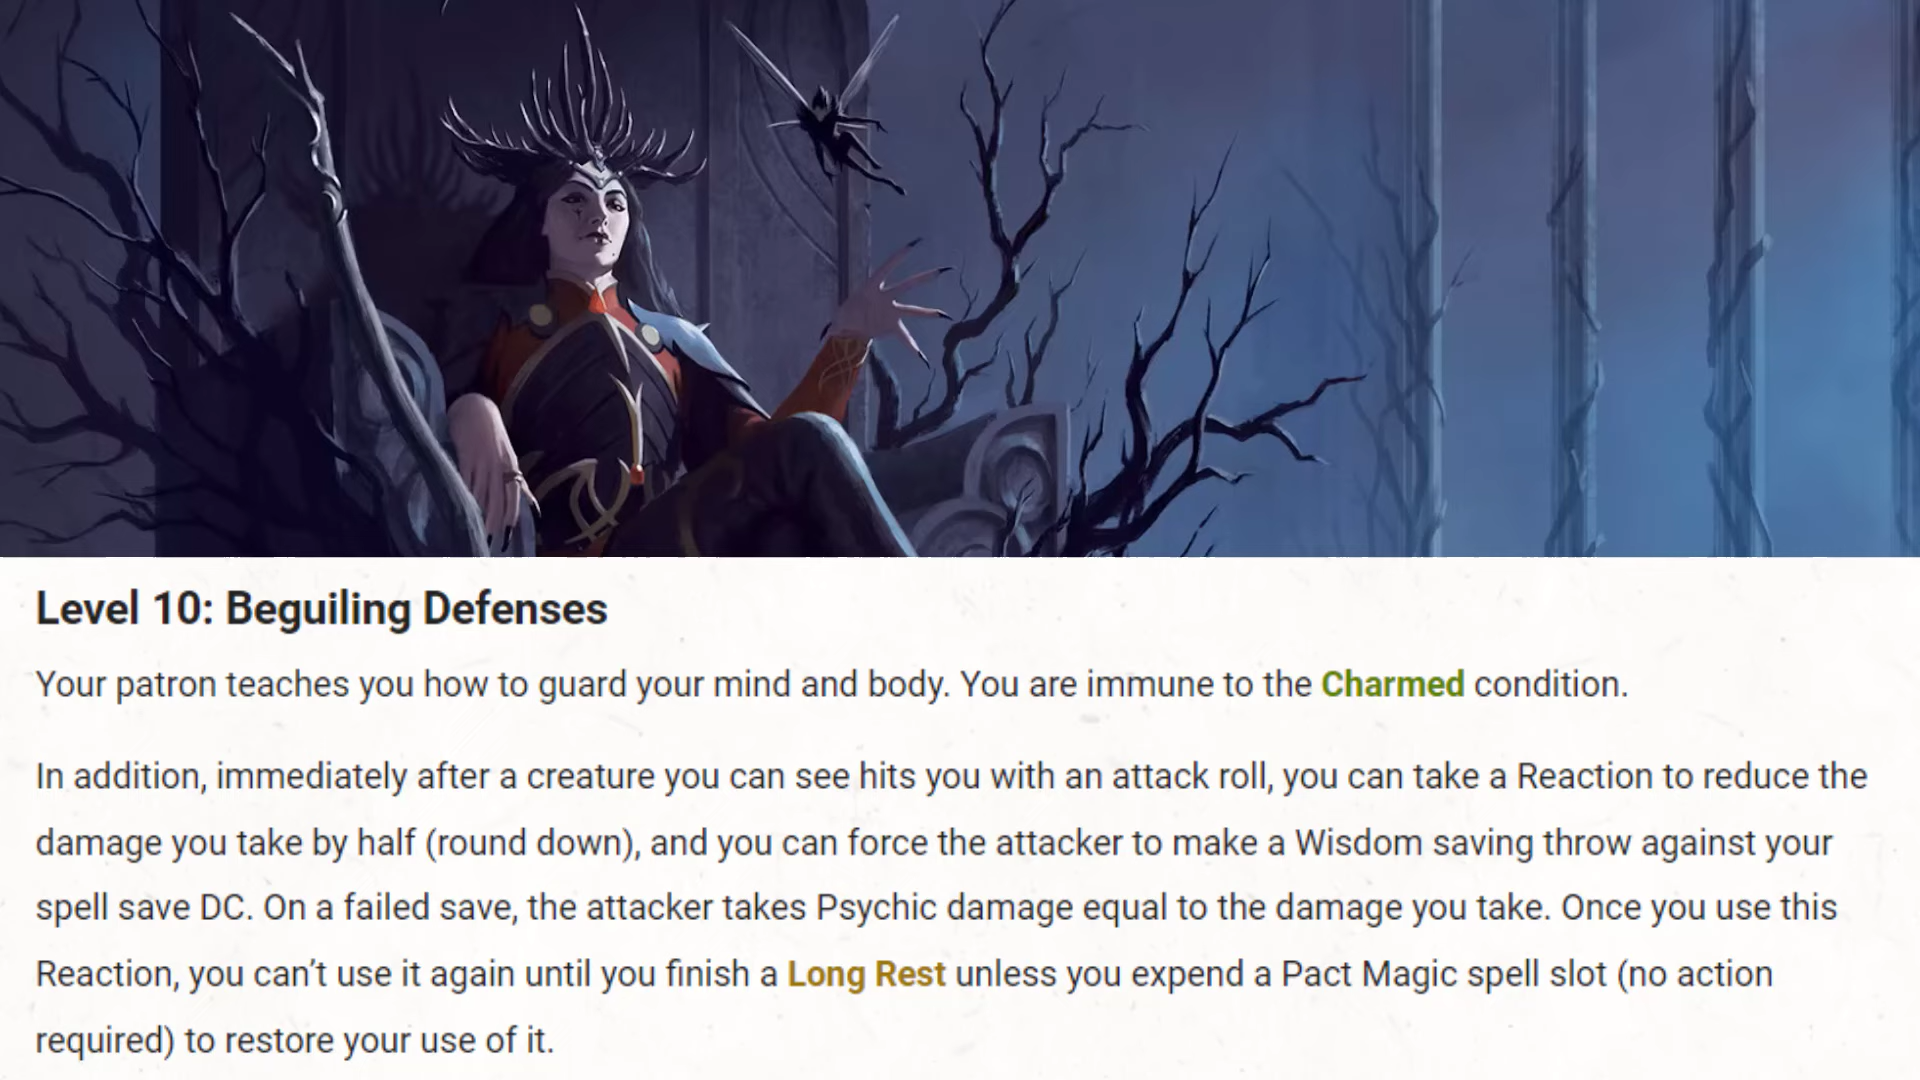 Level 10: Beguiling Defenses
Your patron teaches you how to guard your mind and body. You are immune to the Charmed condition.
In addition, immediately after a creature you can see hits you with an attack roll, you can take a Reaction to reduce the
damage you take by half (round down), and you can force the attacker to make a Wisdom saving throw against your
spell save DC. On a failed save, the attacker takes Psychic damage equal to the damage you take. Once you use this
Reaction, you can’t use it again until you finish a Long Rest unless you expend a Pact Magic spell slot (no action
required) to restore your use of it.